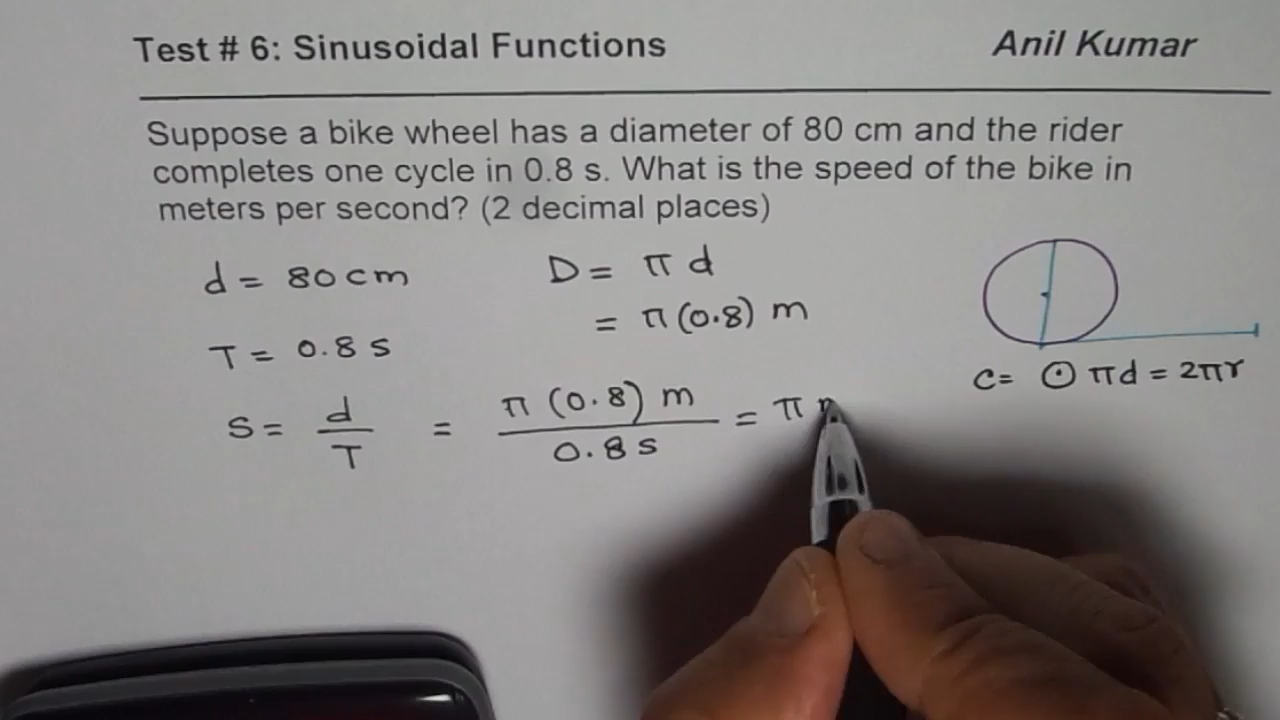 Test # 6: Sinusoidal Functions Anil Kumar
Suppose a bike wheel has a diameter of 80 cm and the rider
completes one cycle in 0.8 s. What is the speed of the bike in
meters per second? (2 decimal places)
d = 80 cm D = π d
= π (0.8) m
T = 0.8 s
C = ⊙ πd = 2πr
S = d/T = π (0.8) m / 0.8 s = π